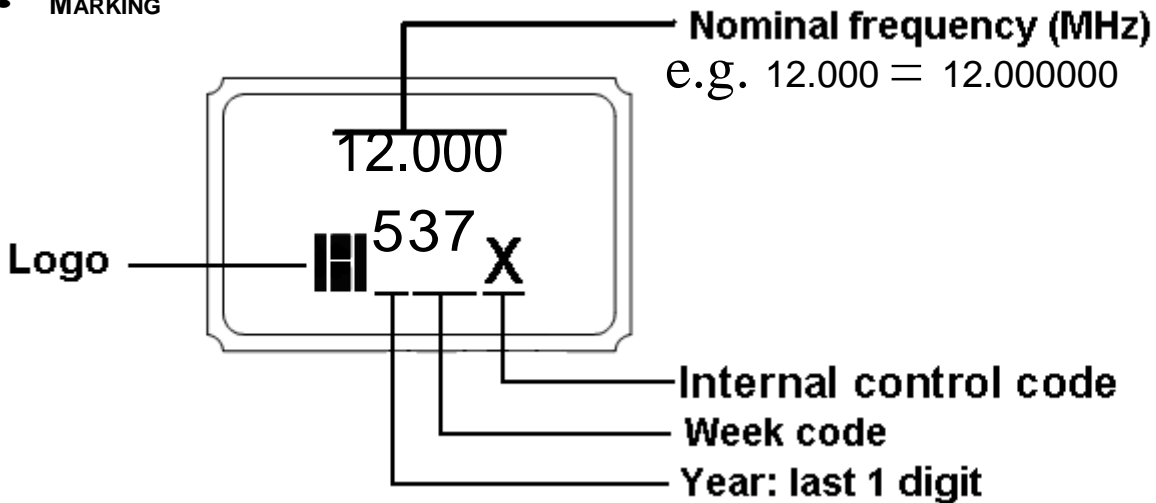 • MARKING
Nominal frequency (MHz)
e.g. 12.000 = 12.000000
12.000
537
X
Logo
Internal control code
Week code
Year: last 1 digit